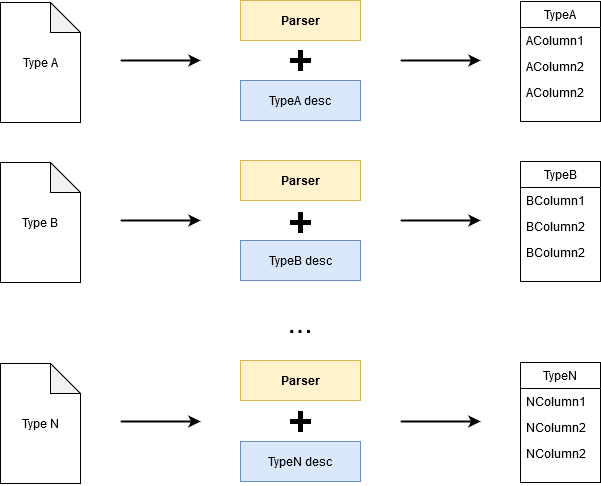 Parser
TypeA
Type A
AColumn1
+
AColumn2
TypeA desc
AColumn2
Parser
TypeB
Type B
BColumn1
+
BColumn2
TypeB desc
BColumn2
...
Parser
TypeN
Type N
NColumn1
+
NColumn2
TypeN desc
NColumn2